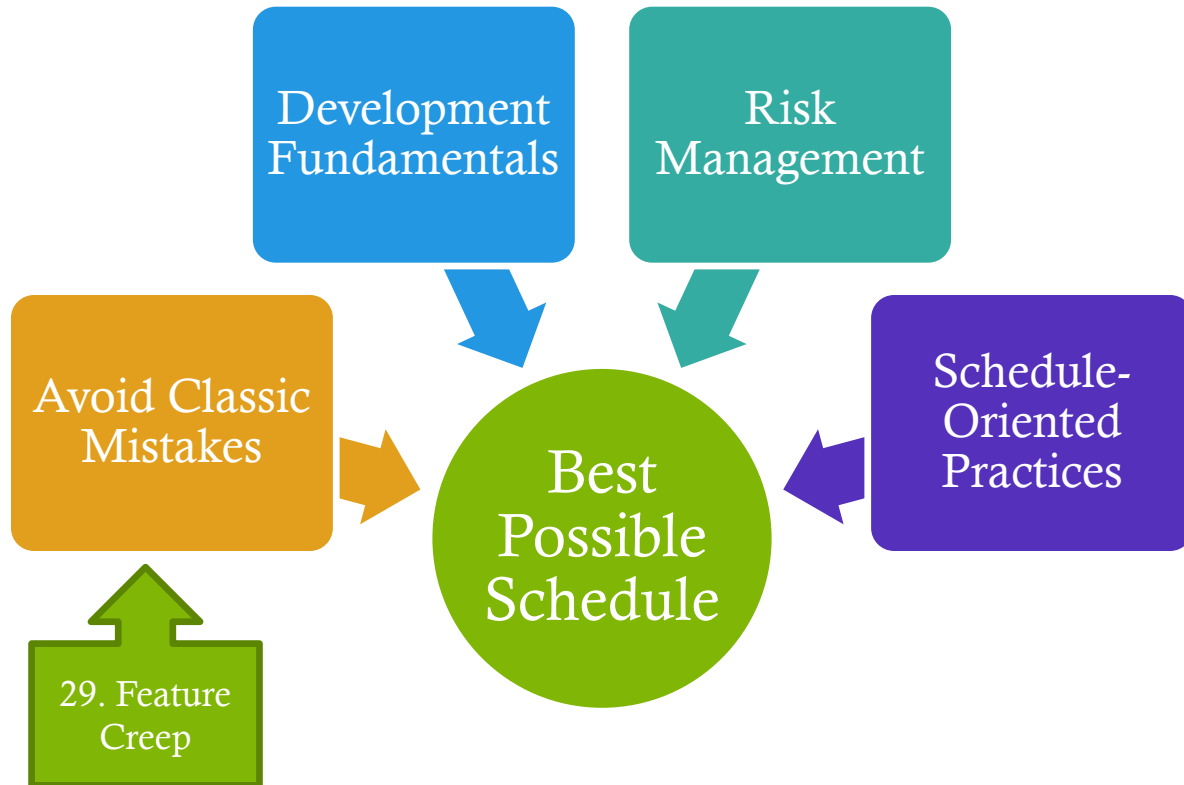 Development
Fundamentals
Risk
Management
Avoid Classic
Mistakes
Schedule-
Oriented
Practices
Best
Possible
Schedule
29. Feature
Creep